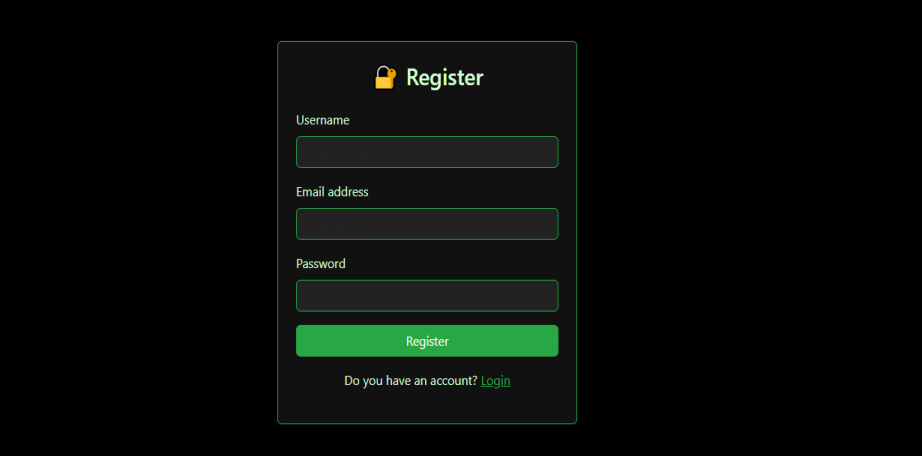 🔐 Register
Username
Email address
Password
Register
Do you have an account? Login